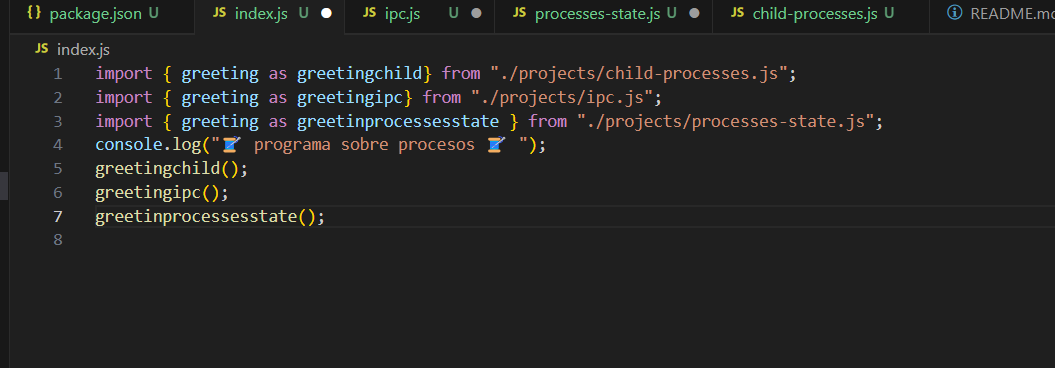 {} package.json U JS index.js U JS ipc.js U JS processes-state.js U JS child-processes.js U README.m
JS index.js
1 import { greeting as greetingchild} from "./projects/child-processes.js";
2 import { greeting as greetingipc} from "./projects/ipc.js";
3 import { greeting as greetinprocessesstate } from "./projects/processes-state.js";
4 console.log("🧵 programa sobre procesos 🧵 ");
5 greetingchild();
6 greetingipc();
7 greetinprocessesstate();
8